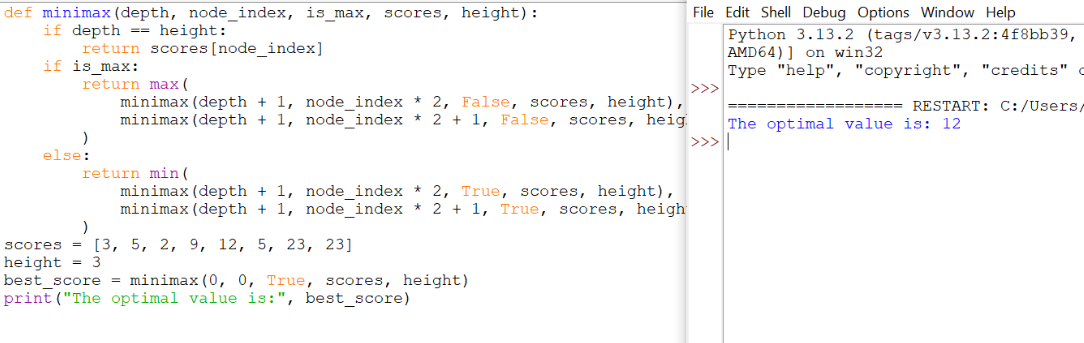 def minimax(depth, node_index, is_max, scores, height):
    if depth == height:
        return scores[node_index]
    if is_max:
        return max(
            minimax(depth + 1, node_index * 2, False, scores, height),
            minimax(depth + 1, node_index * 2 + 1, False, scores, heig
        )
    else:
        return min(
            minimax(depth + 1, node_index * 2, True, scores, height),
            minimax(depth + 1, node_index * 2 + 1, True, scores, heigh
        )
scores = [3, 5, 2, 9, 12, 5, 23, 23]
height = 3
best_score = minimax(0, 0, True, scores, height)
print("The optimal value is:", best_score)
File Edit Shell Debug Options Window Help
Python 3.13.2 (tags/v3.13.2:4f8bb39,
AMD64)] on win32
Type "help", "copyright", "credits" o
>>>
================== RESTART: C:/Users/
The optimal value is: 12
>>>